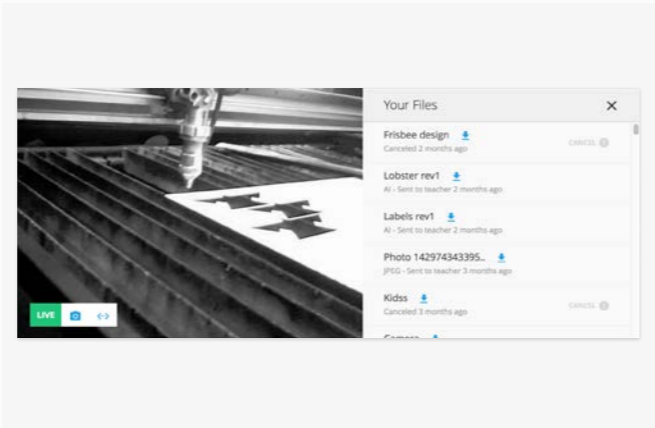 Your Files
Frisbee design
Canceled 2 months ago
CANCEL
Lobster rev1
AI - Sent to teacher 2 months ago
Labels rev1
AI - Sent to teacher 2 months ago
Photo 142974343395..
JPEG - Sent to teacher 3 months ago
Kidss
Canceled 3 months ago
CANCEL
LIVE